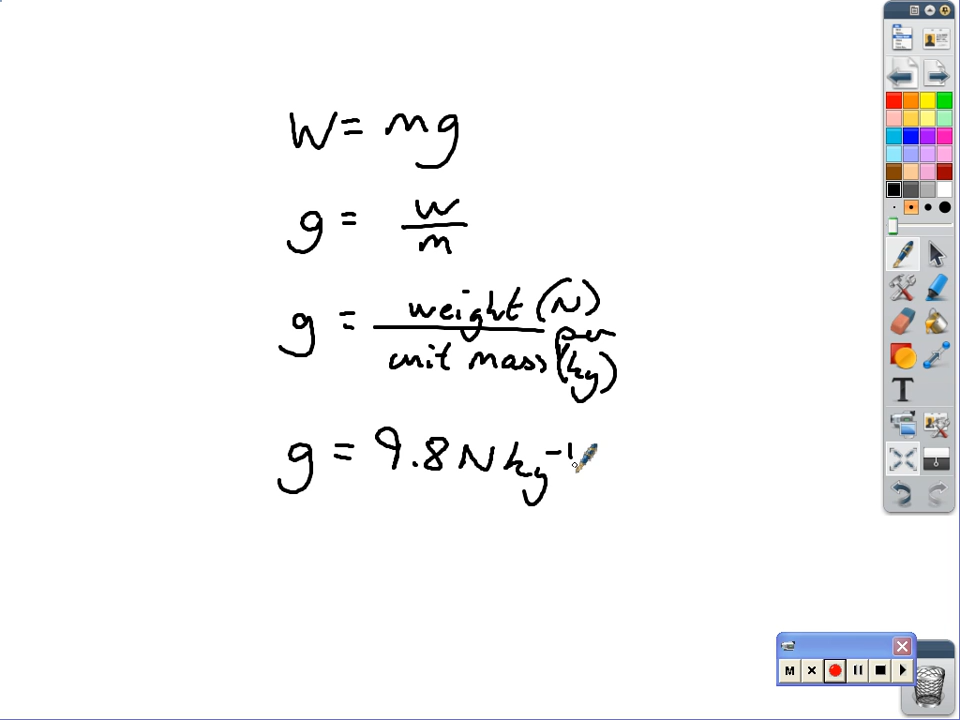 W = mg
g = W/m
g = weight (N) / unit mass (kg) per
g = 9.8 N kg⁻¹
T
M